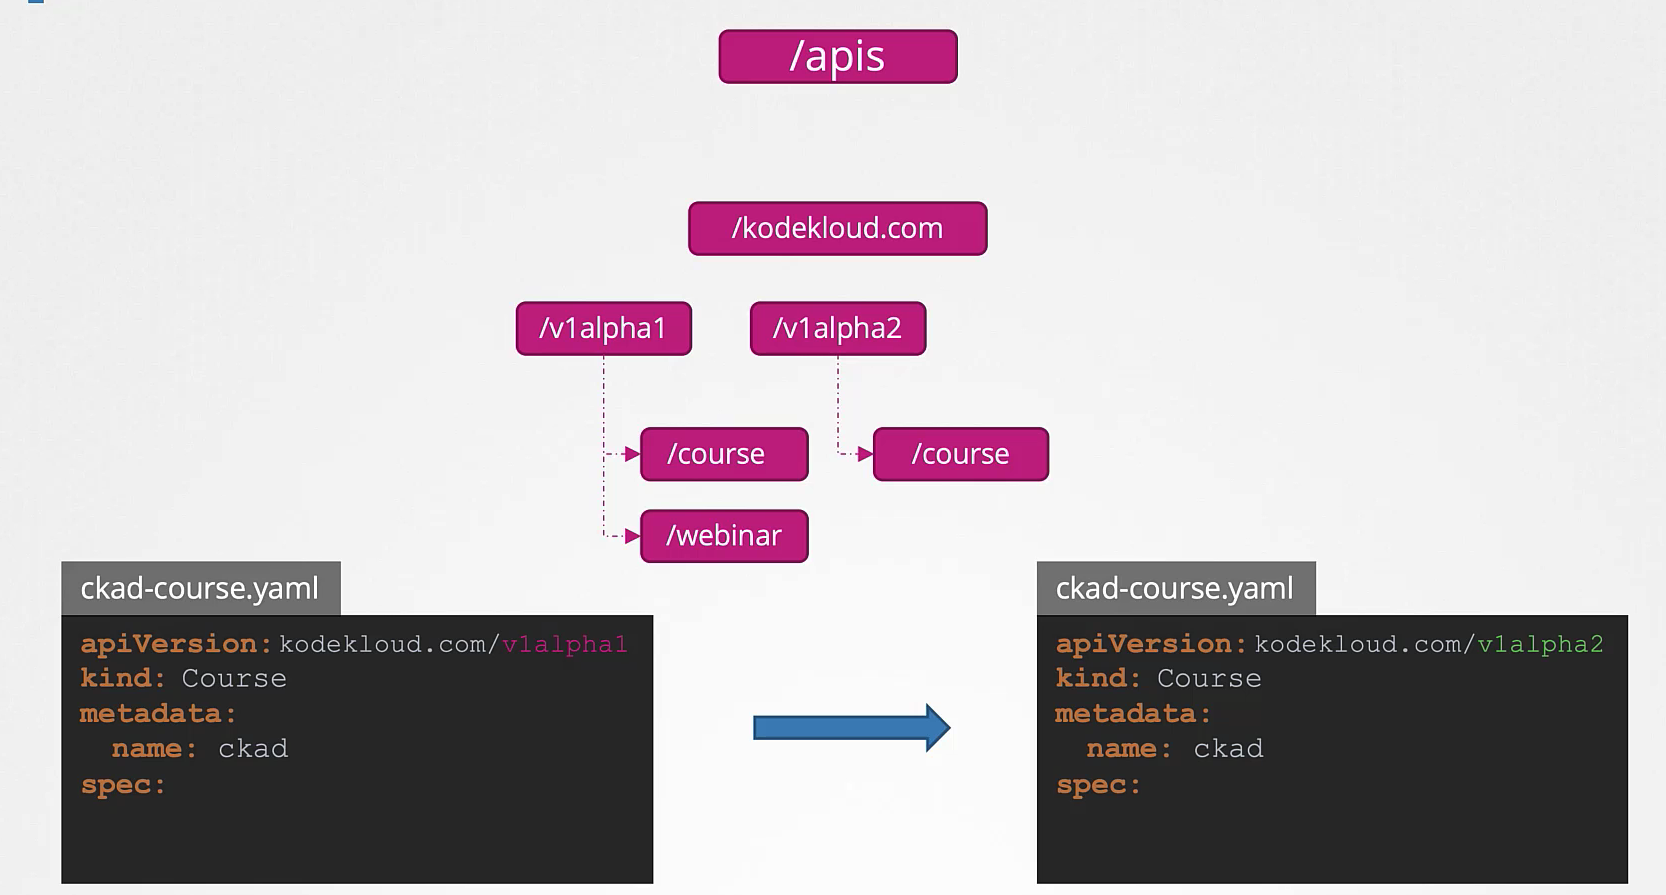 /apis
/kodekloud.com
/v1alpha1
/v1alpha2
/course
/course
/webinar
ckad-course.yaml
apiVersion: kodekloud.com/v1alpha1
kind: Course
metadata:
  name: ckad
spec:
ckad-course.yaml
apiVersion: kodekloud.com/v1alpha2
kind: Course
metadata:
  name: ckad
spec: